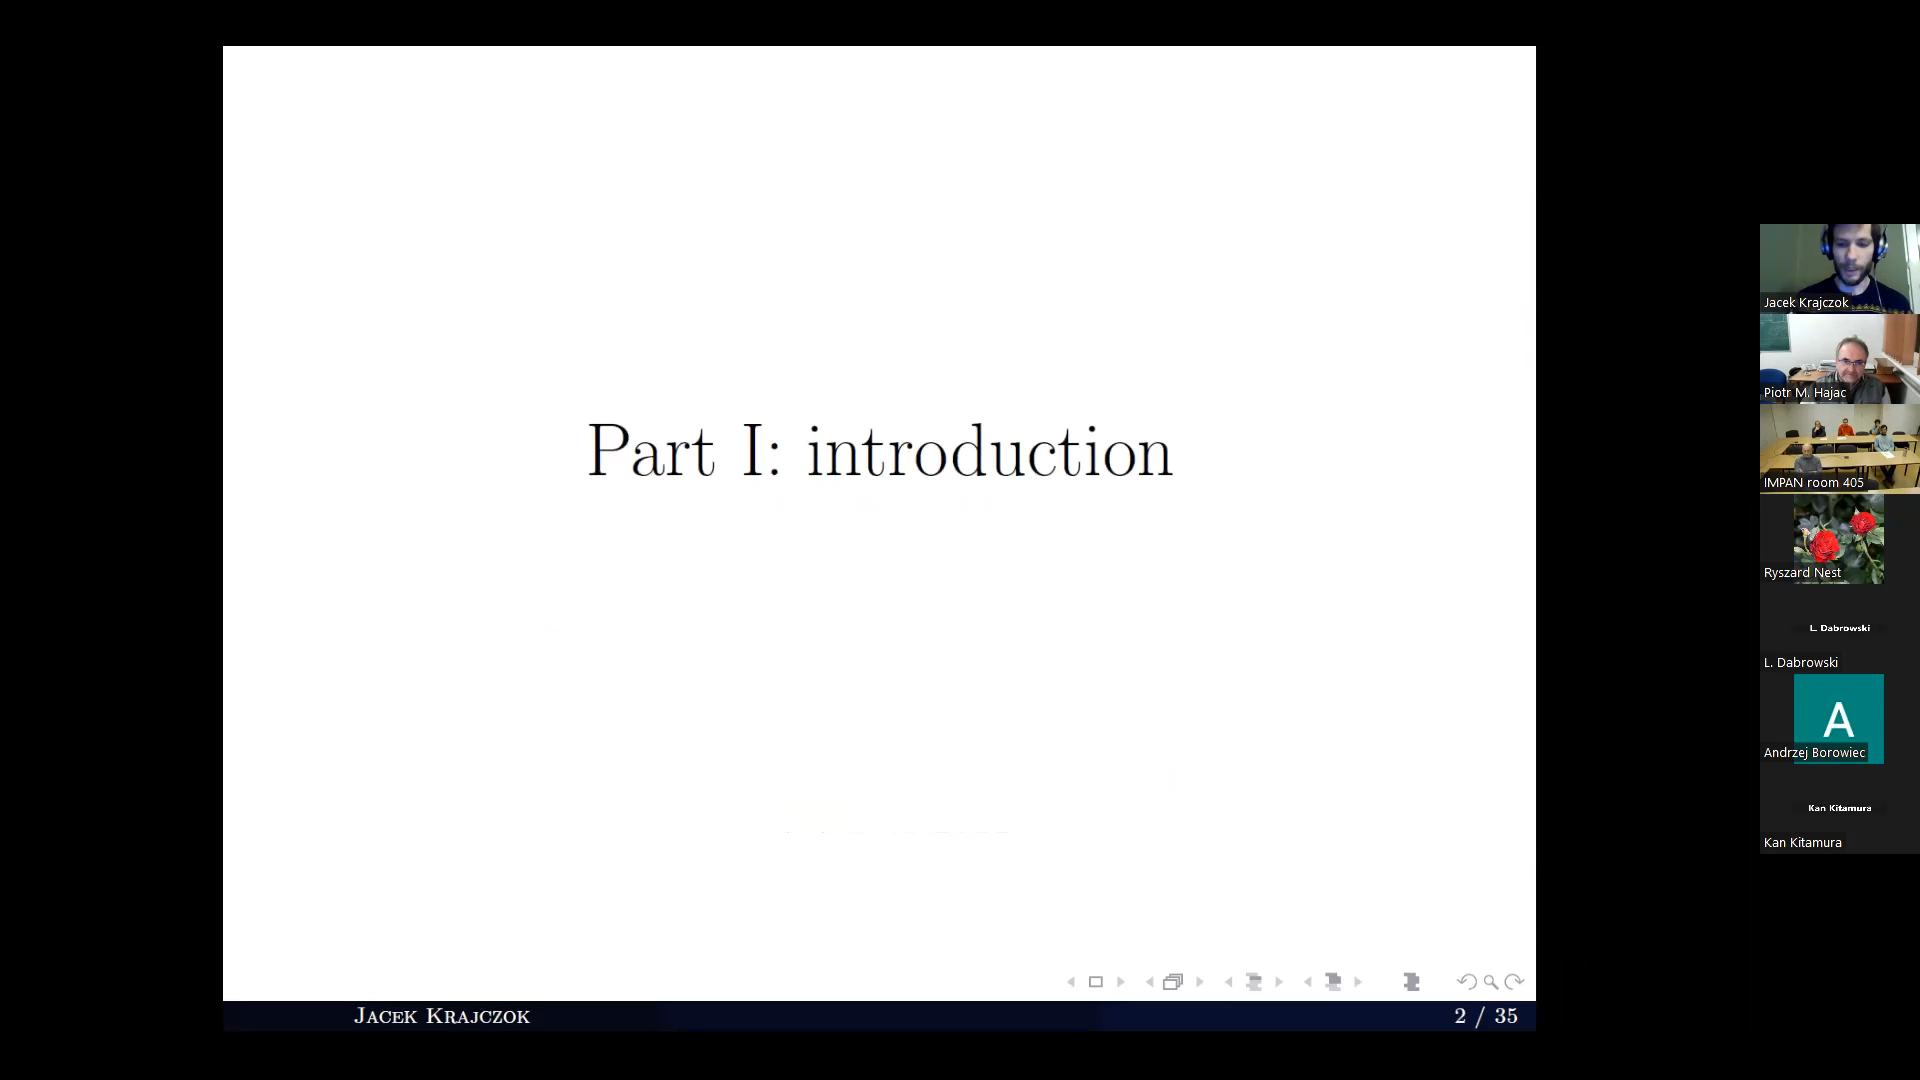 Part I: introduction
JACEK KRAJCZOK
2 / 35
Jacek Krajczok
Piotr M. Hajac
IMPAN room 405
Ryszard Nest
L. Dabrowski
L. Dabrowski
A
Andrzej Borowiec
Kan Kitamura
Kan Kitamura